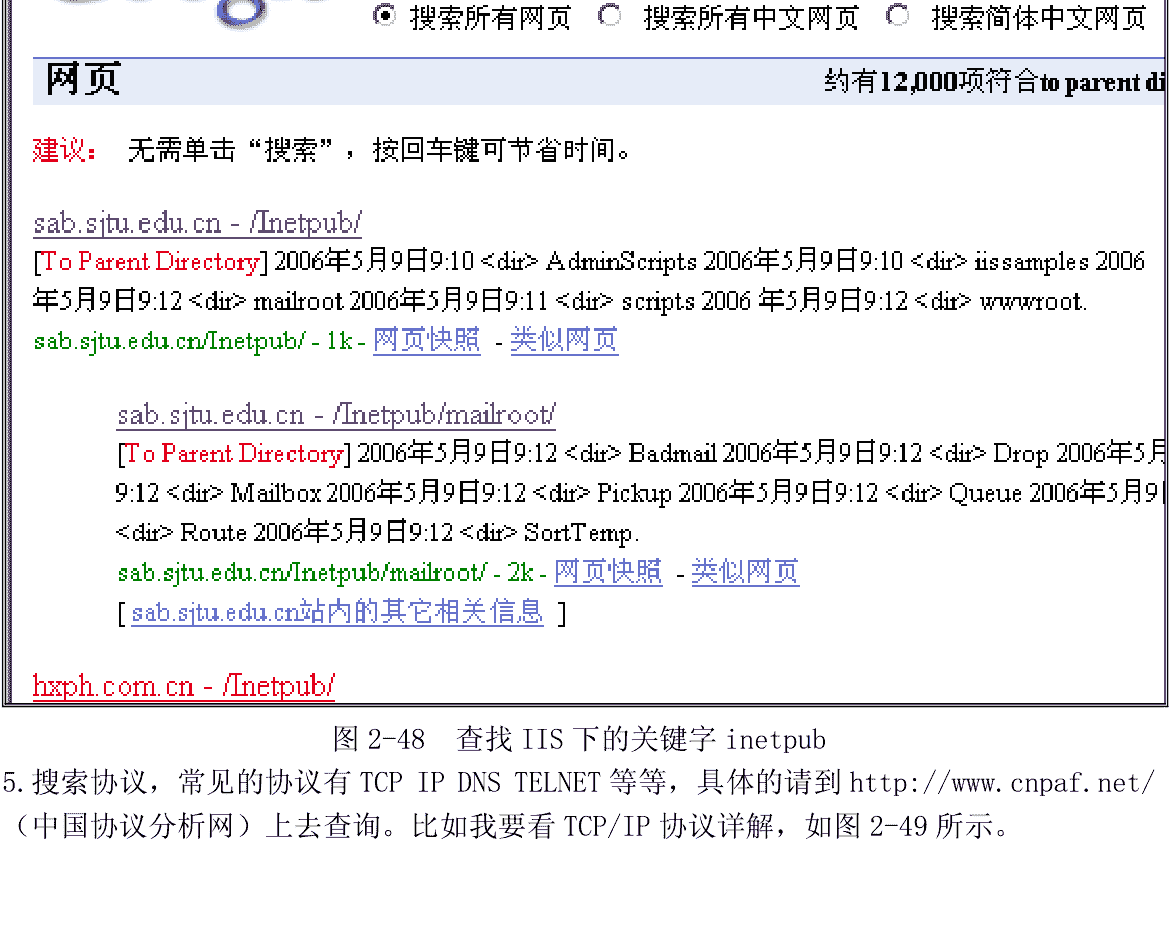 搜索所有网页 搜索所有中文网页 搜索简体中文网页
网页 约有12,000项符合to parent di
建议： 无需单击“搜索”，按回车键可节省时间。
sab.sjtu.edu.cn - /Inetpub/
[To Parent Directory] 2006年5月9日9:10 <dir> AdminScripts 2006年5月9日9:10 <dir> iissamples 2006
年5月9日9:12 <dir> mailroot 2006年5月9日9:11 <dir> scripts 2006 年5月9日9:12 <dir> wwwroot.
sab.sjtu.edu.cn/Inetpub/ - 1k - 网页快照 - 类似网页
sab.sjtu.edu.cn - /Inetpub/mailroot/
[To Parent Directory] 2006年5月9日9:12 <dir> Badmail 2006年5月9日9:12 <dir> Drop 2006年5月
9:12 <dir> Mailbox 2006年5月9日9:12 <dir> Pickup 2006年5月9日9:12 <dir> Queue 2006年5月9
<dir> Route 2006年5月9日9:12 <dir> SortTemp.
sab.sjtu.edu.cn/Inetpub/mailroot/ - 2k - 网页快照 - 类似网页
[ sab.sjtu.edu.cn站内的其它相关信息 ]
hxph.com.cn - /Inetpub/
图 2-48 查找 IIS 下的关键字 inetpub
5.搜索协议，常见的协议有 TCP IP DNS TELNET 等等，具体的请到 http://www.cnpaf.net/
（中国协议分析网）上去查询。比如我要看 TCP/IP 协议详解，如图 2-49 所示。